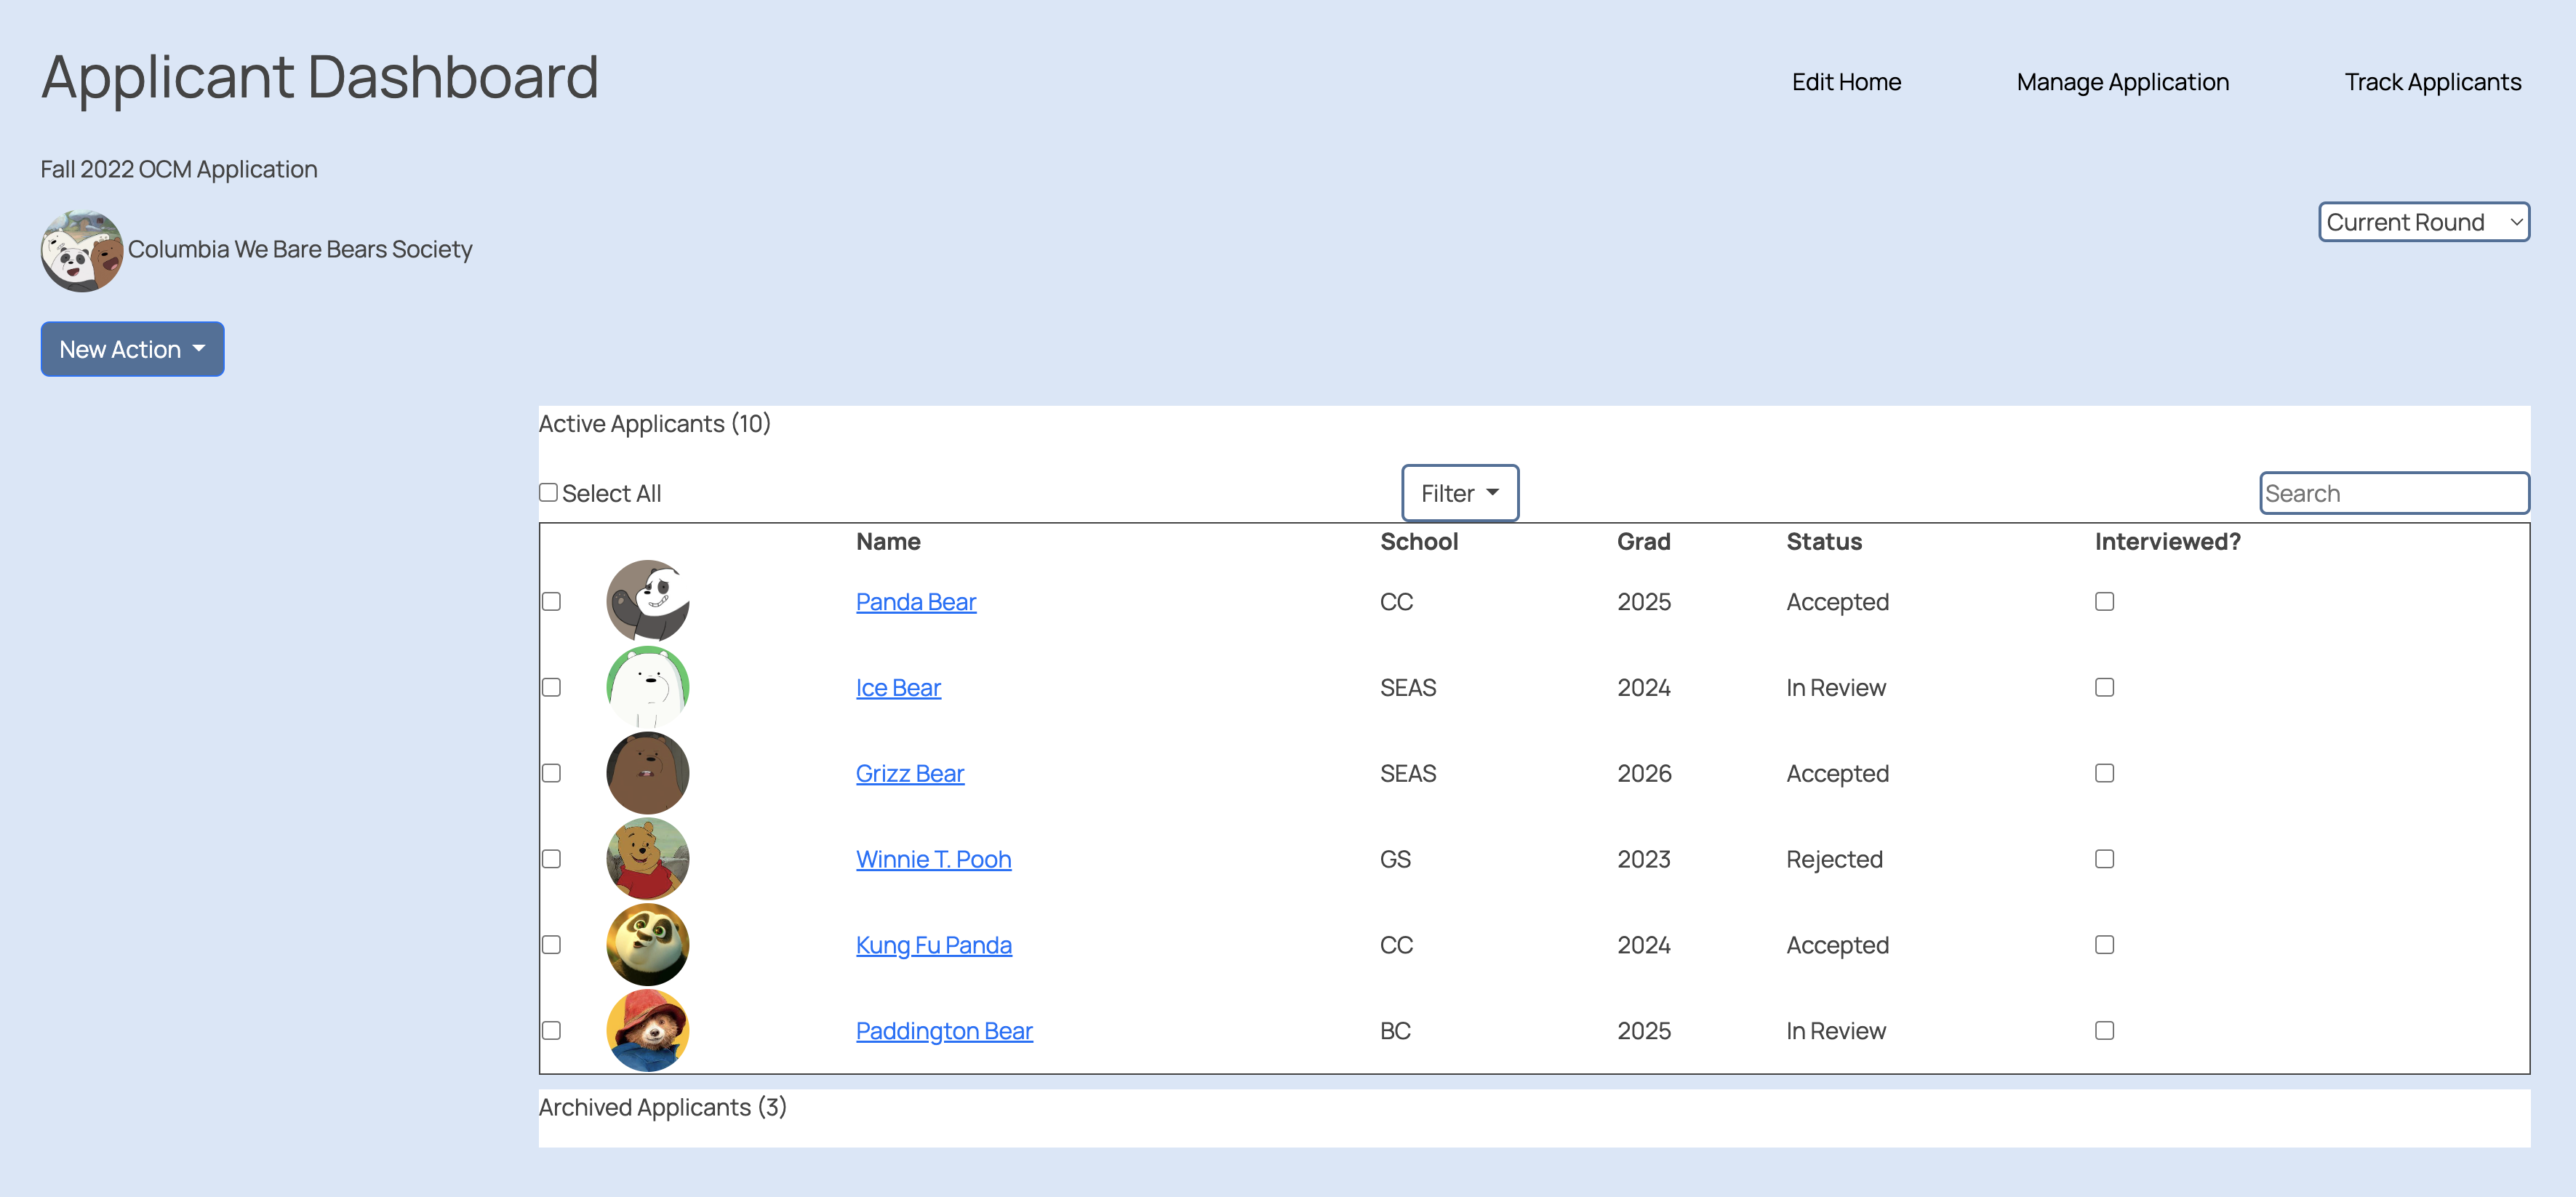 Applicant Dashboard
Edit Home Manage Application Track Applicants
Fall 2022 OCM Application
Columbia We Bare Bears Society
Current Round
New Action
Active Applicants (10)
Select All Filter Search
Name School Grad Status Interviewed?
Panda Bear CC 2025 Accepted
Ice Bear SEAS 2024 In Review
Grizz Bear SEAS 2026 Accepted
Winnie T. Pooh GS 2023 Rejected
Kung Fu Panda CC 2024 Accepted
Paddington Bear BC 2025 In Review
Archived Applicants (3)